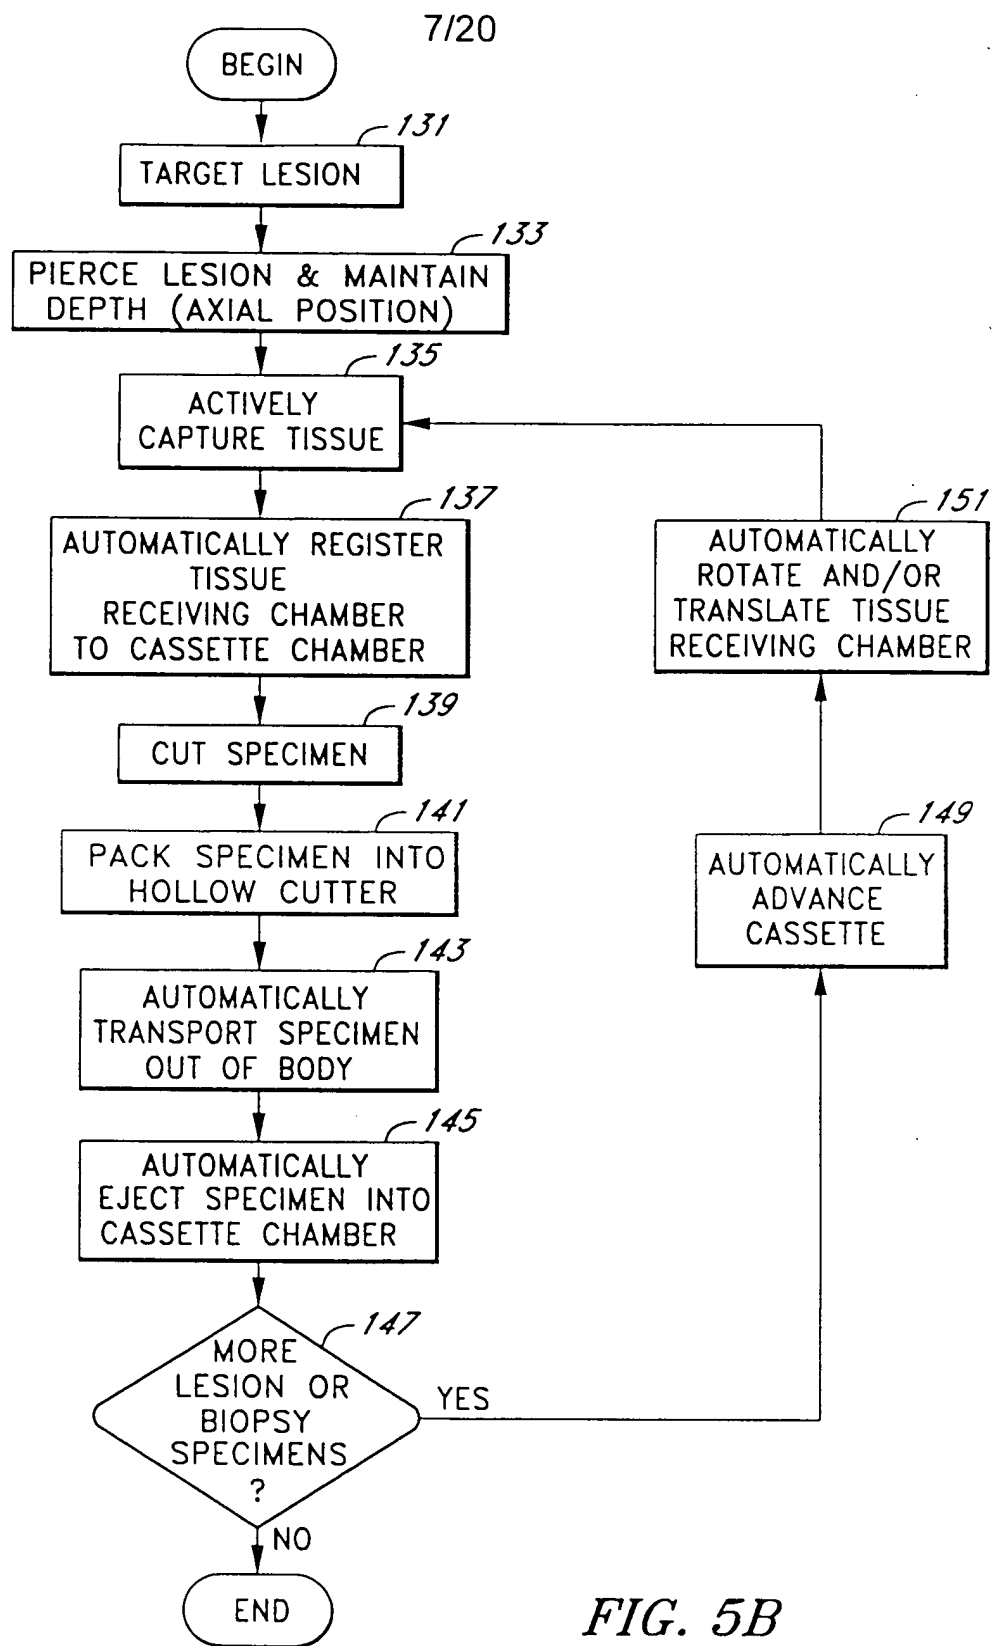 7/20
BEGIN
131
TARGET LESION
133
PIERCE LESION & MAINTAIN
DEPTH (AXIAL POSITION)
135
ACTIVELY
CAPTURE TISSUE
137
AUTOMATICALLY REGISTER
TISSUE
RECEIVING CHAMBER
TO CASSETTE CHAMBER
139
CUT SPECIMEN
141
PACK SPECIMEN INTO
HOLLOW CUTTER
143
AUTOMATICALLY
TRANSPORT SPECIMEN
OUT OF BODY
145
AUTOMATICALLY
EJECT SPECIMEN INTO
CASSETTE CHAMBER
147
MORE
LESION OR
BIOPSY
SPECIMENS
?
YES
NO
END
149
AUTOMATICALLY
ADVANCE
CASSETTE
151
AUTOMATICALLY
ROTATE AND/OR
TRANSLATE TISSUE
RECEIVING CHAMBER
FIG. 5B